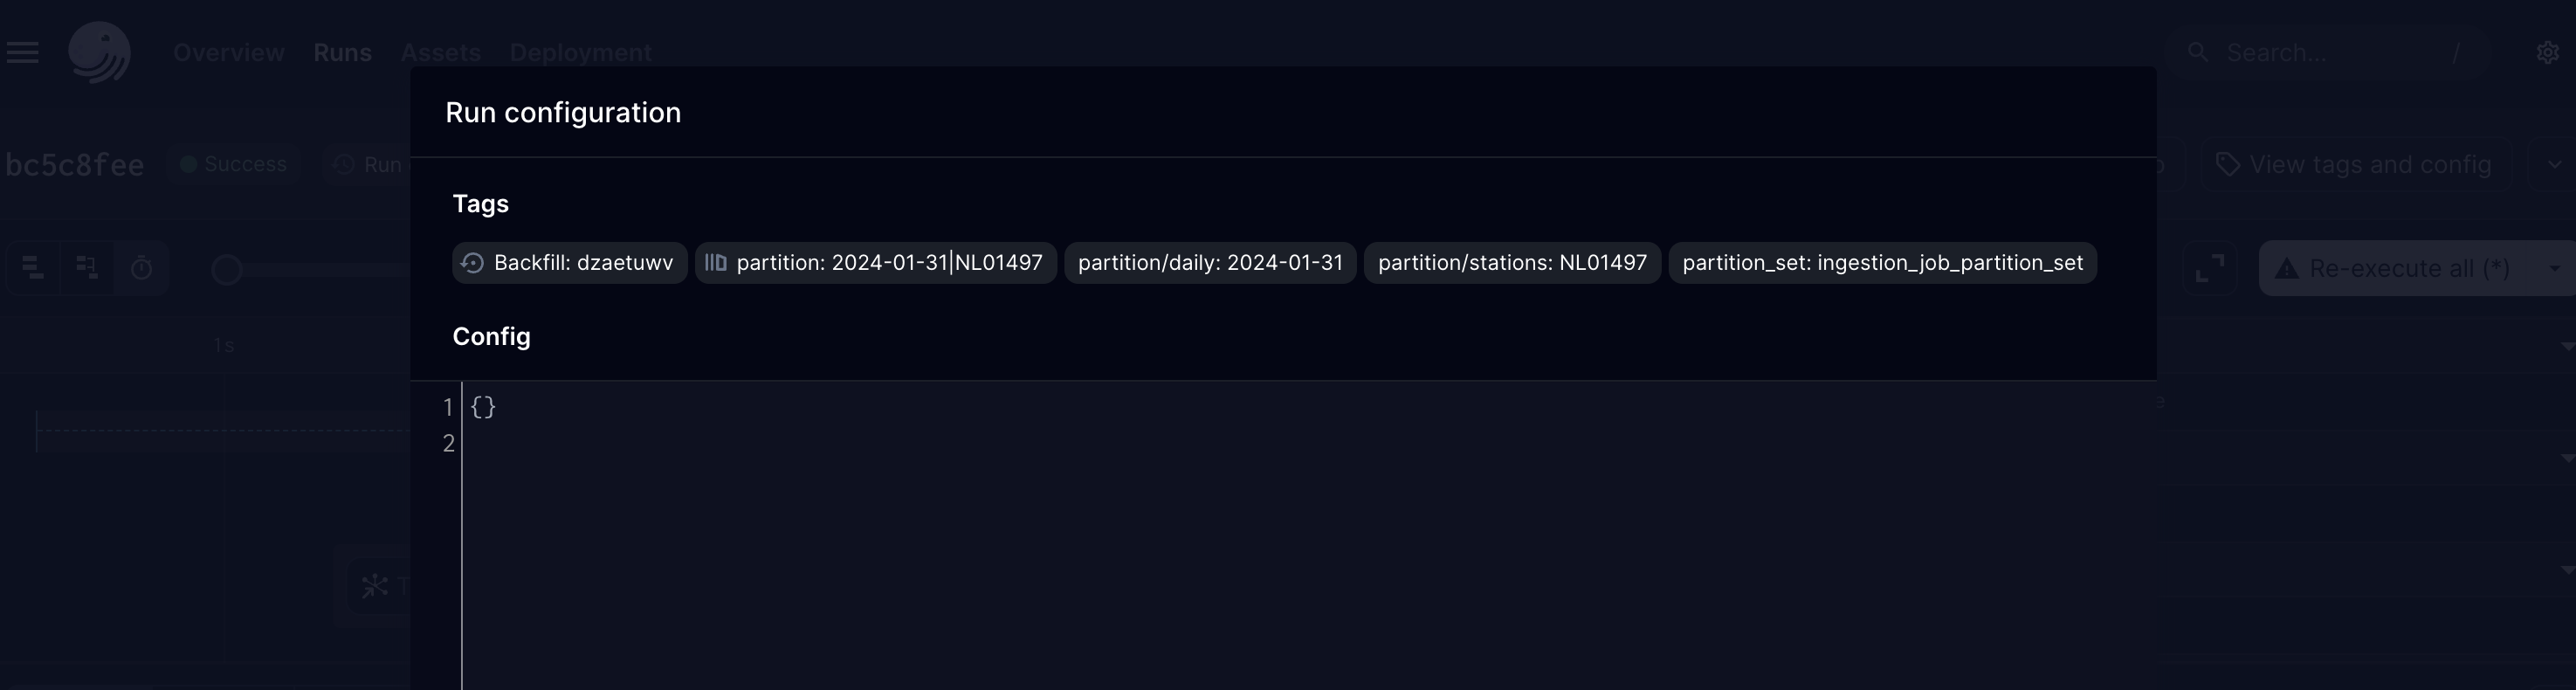 Overview Runs Assets Deployment Search... /
Run configuration
bc5c8fee Success Run View tags and config
Tags
Backfill: dzaetuwv partition: 2024-01-31|NL01497 partition/daily: 2024-01-31 partition/stations: NL01497 partition_set: ingestion_job_partition_set
Re-execute all (*)
Config
1s
1 {}
2